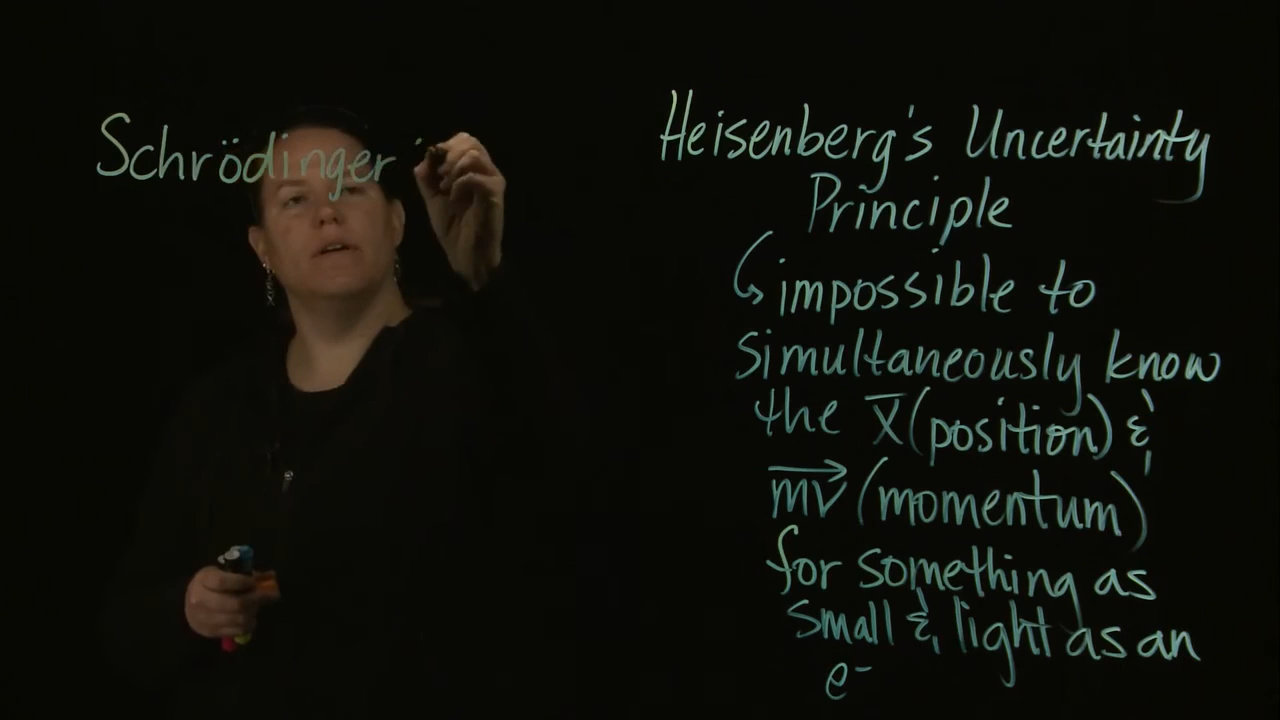 Schrödinger '
Heisenberg's Uncertainty
Principle
↳ impossible to
simultaneously know
the x̅ (position) &
m͞v⃗ (momentum)
for something as
small & light as an
e⁻